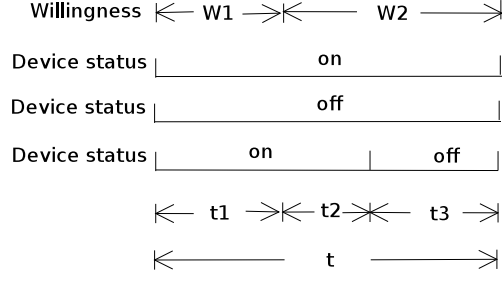 Willingness W1 W2
Device status on
Device status off
Device status on off
t1 t2 t3
t